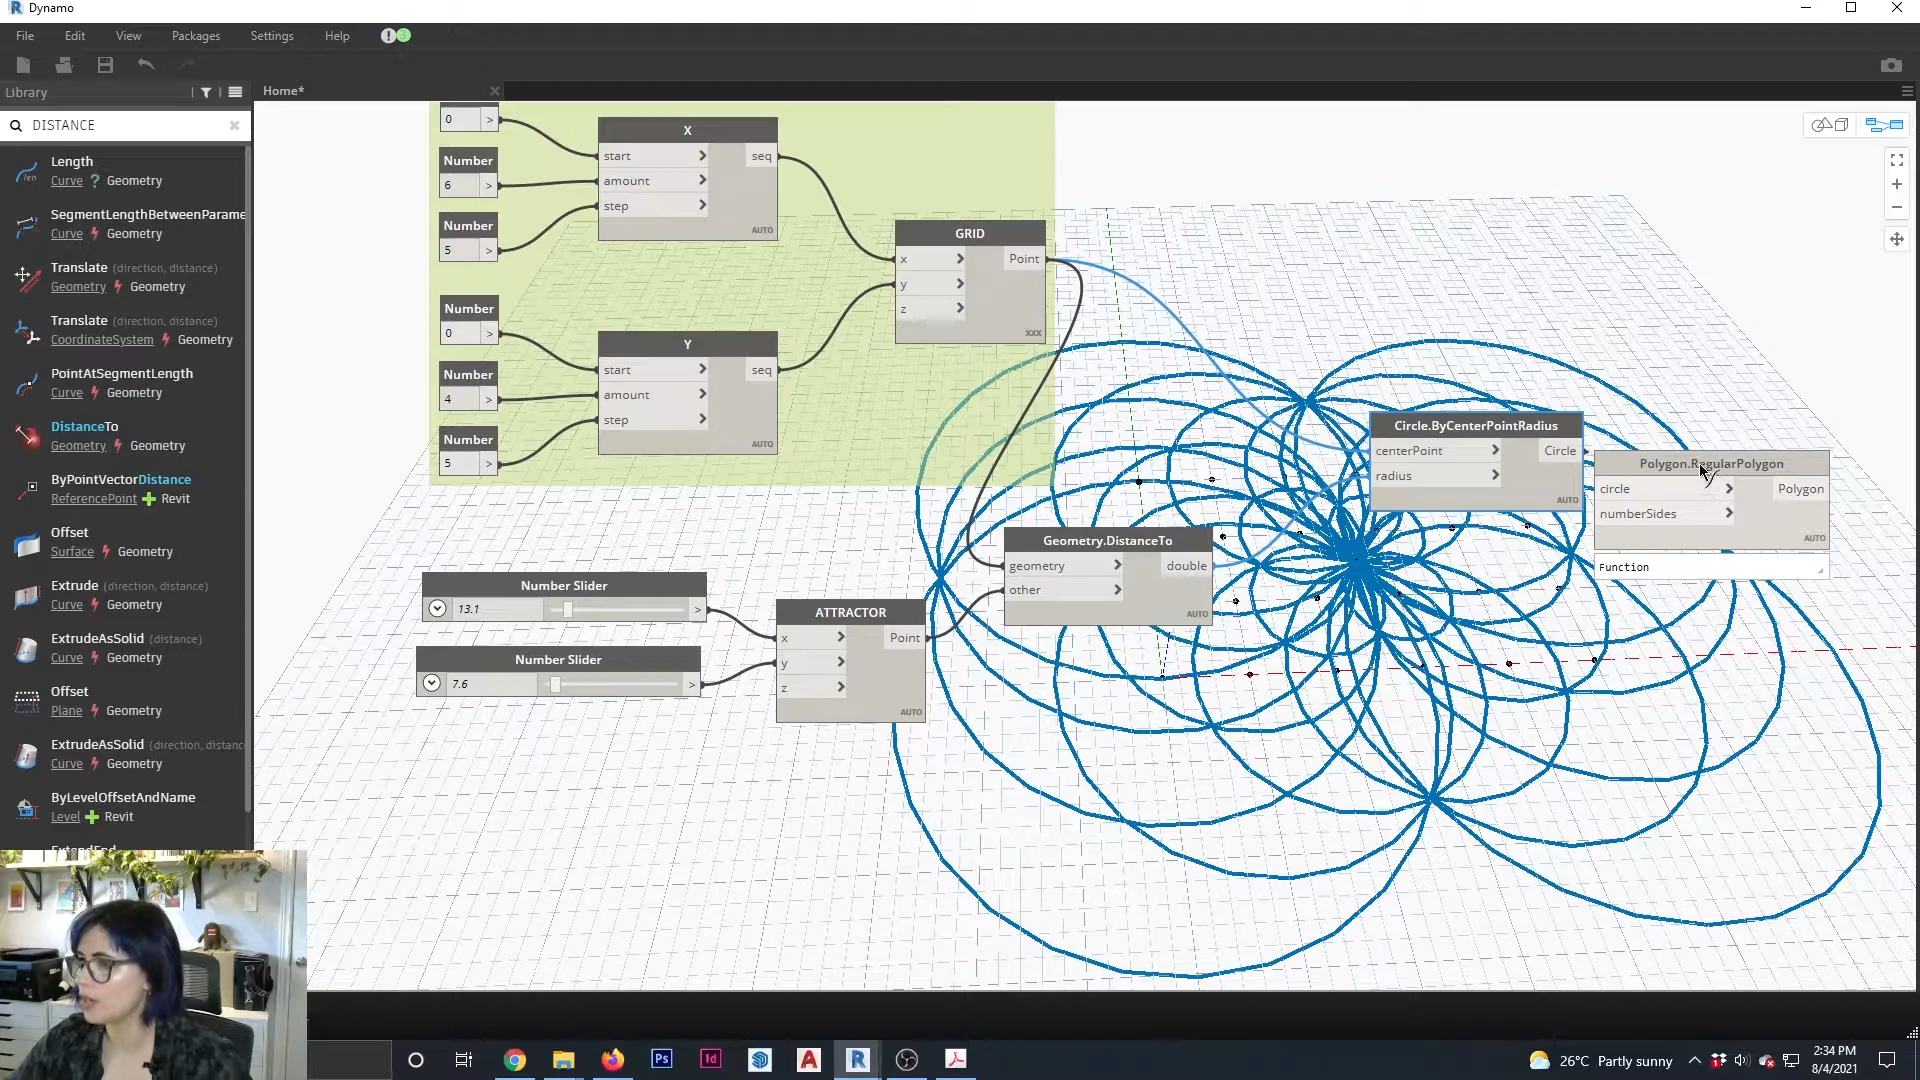 Dynamo
File Edit View Packages Settings Help
Library
Home*
DISTANCE
Length
Curve ? Geometry
SegmentLengthBetweenParame
Curve Geometry
Translate (direction, distance)
Geometry Geometry
Translate (direction, distance)
CoordinateSystem Geometry
PointAtSegmentLength
Curve Geometry
DistanceTo
Geometry Geometry
ByPointVectorDistance
ReferencePoint Revit
Offset
Surface Geometry
Extrude (direction, distance)
Curve Geometry
ExtrudeAsSolid (distance)
Curve Geometry
Offset
Plane Geometry
ExtrudeAsSolid (direction, distanc
Curve Geometry
ByLevelOffsetAndName
Level Revit
0 >
Number
6 >
Number
5 >
Number
0 >
Number
4 >
Number
5 >
X
start > seq
amount >
step >
AUTO
Y
start > seq
amount >
step >
AUTO
GRID
x > Point
y >
z >
XXX
Number Slider
13.1 >
Number Slider
7.6 >
ATTRACTOR
x > Point
y >
z >
AUTO
Geometry.DistanceTo
geometry > double
other >
AUTO
Circle.ByCenterPointRadius
centerPoint > Circle >
radius >
AUTO
Polygon.RegularPolygon
circle > Polygon
numberSides >
AUTO
Function
Ps Id A R
26°C Partly sunny
2:34 PM
8/4/2021